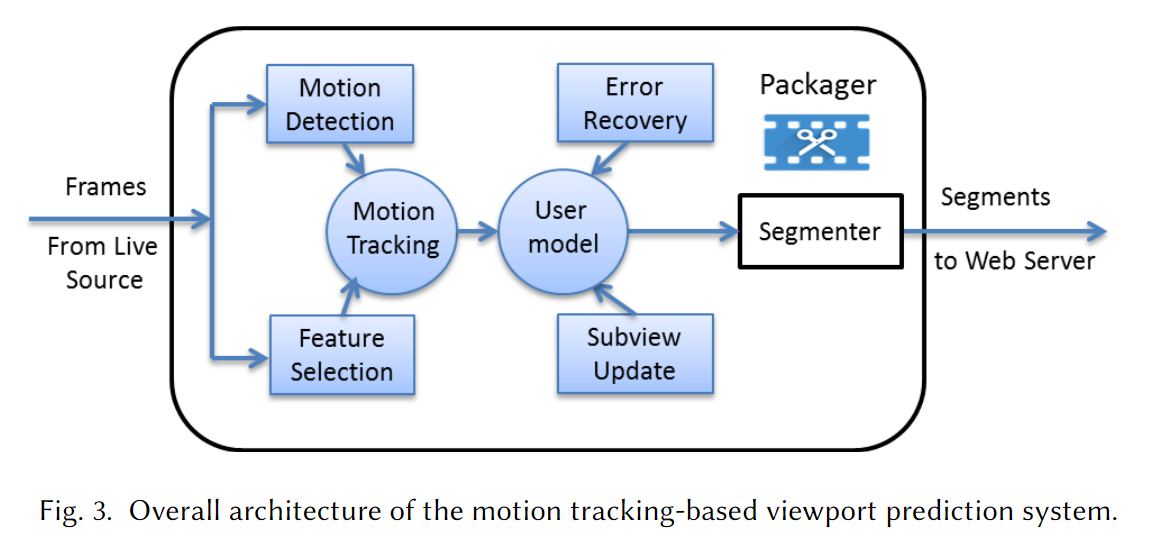 Frames
From Live
Source
Motion
Detection
Feature
Selection
Motion
Tracking
User
model
Error
Recovery
Subview
Update
Packager
Segmenter
Segments
to Web Server
Fig. 3. Overall architecture of the motion tracking-based viewport prediction system.